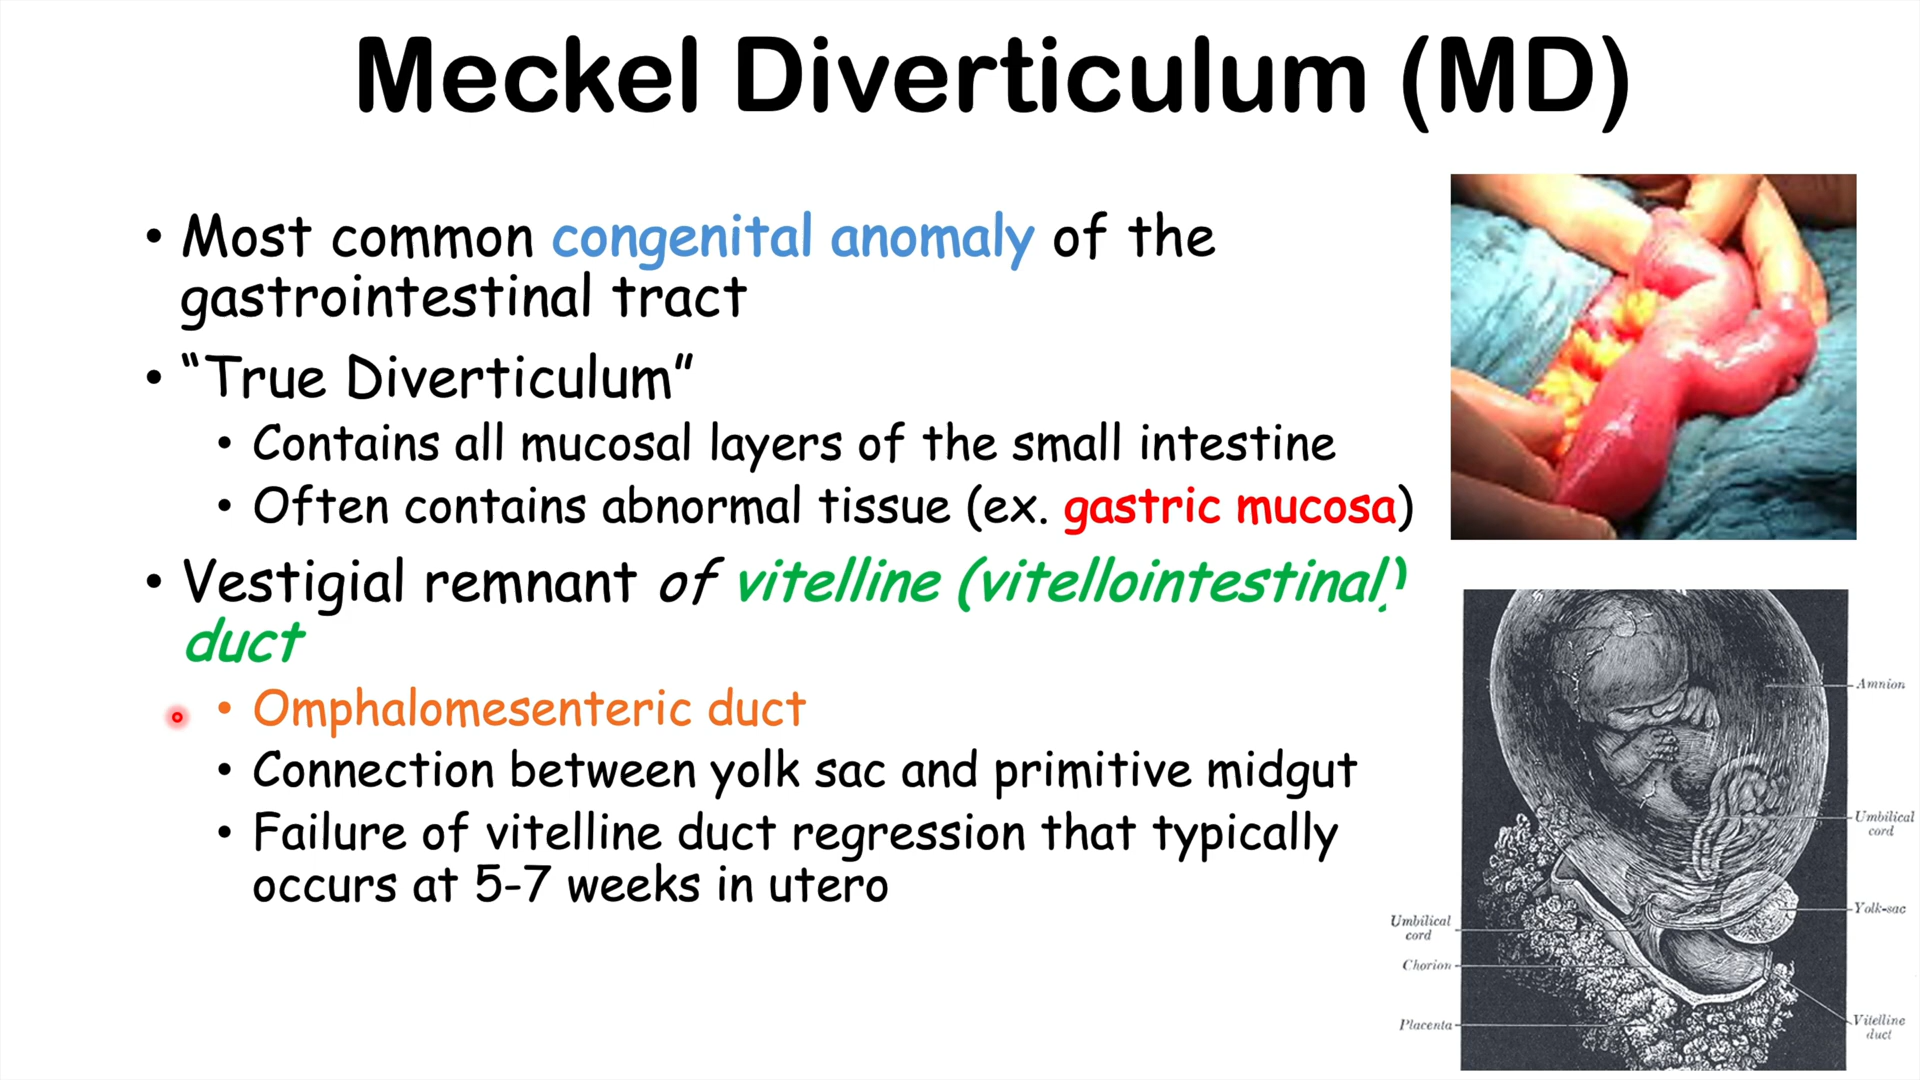 Meckel Diverticulum (MD)
• Most common congenital anomaly of the
gastrointestinal tract
• “True Diverticulum”
• Contains all mucosal layers of the small intestine
• Often contains abnormal tissue (ex. gastric mucosa)
• Vestigial remnant of vitelline (vitellointestinal)
duct
• Omphalomesenteric duct
• Connection between yolk sac and primitive midgut
• Failure of vitelline duct regression that typically
occurs at 5-7 weeks in utero
Amnion
Umbilical
cord
Yolk-sac
Umbilical
cord
Chorion
Placenta
Vitelline
duct